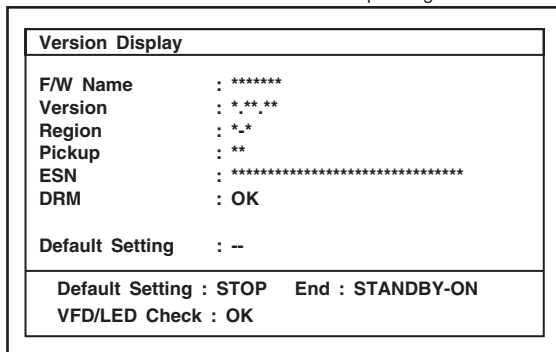 Version Display
F/W Name : *******
Version : *.**.**
Region : *-*
Pickup : **
ESN : ********************************
DRM : OK
Default Setting : --
Default Setting : STOP End : STANDBY-ON
VFD/LED Check : OK